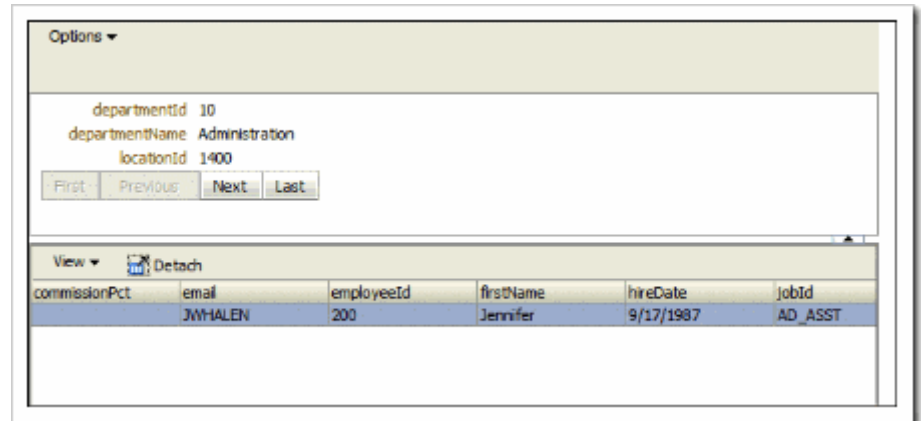 Options
departmentId 10
departmentName Administration
locationId 1400
First Previous Next Last
View Detach
commissionPct email employeeId firstName hireDate jobId
JWHALEN 200 Jennifer 9/17/1987 AD_ASST